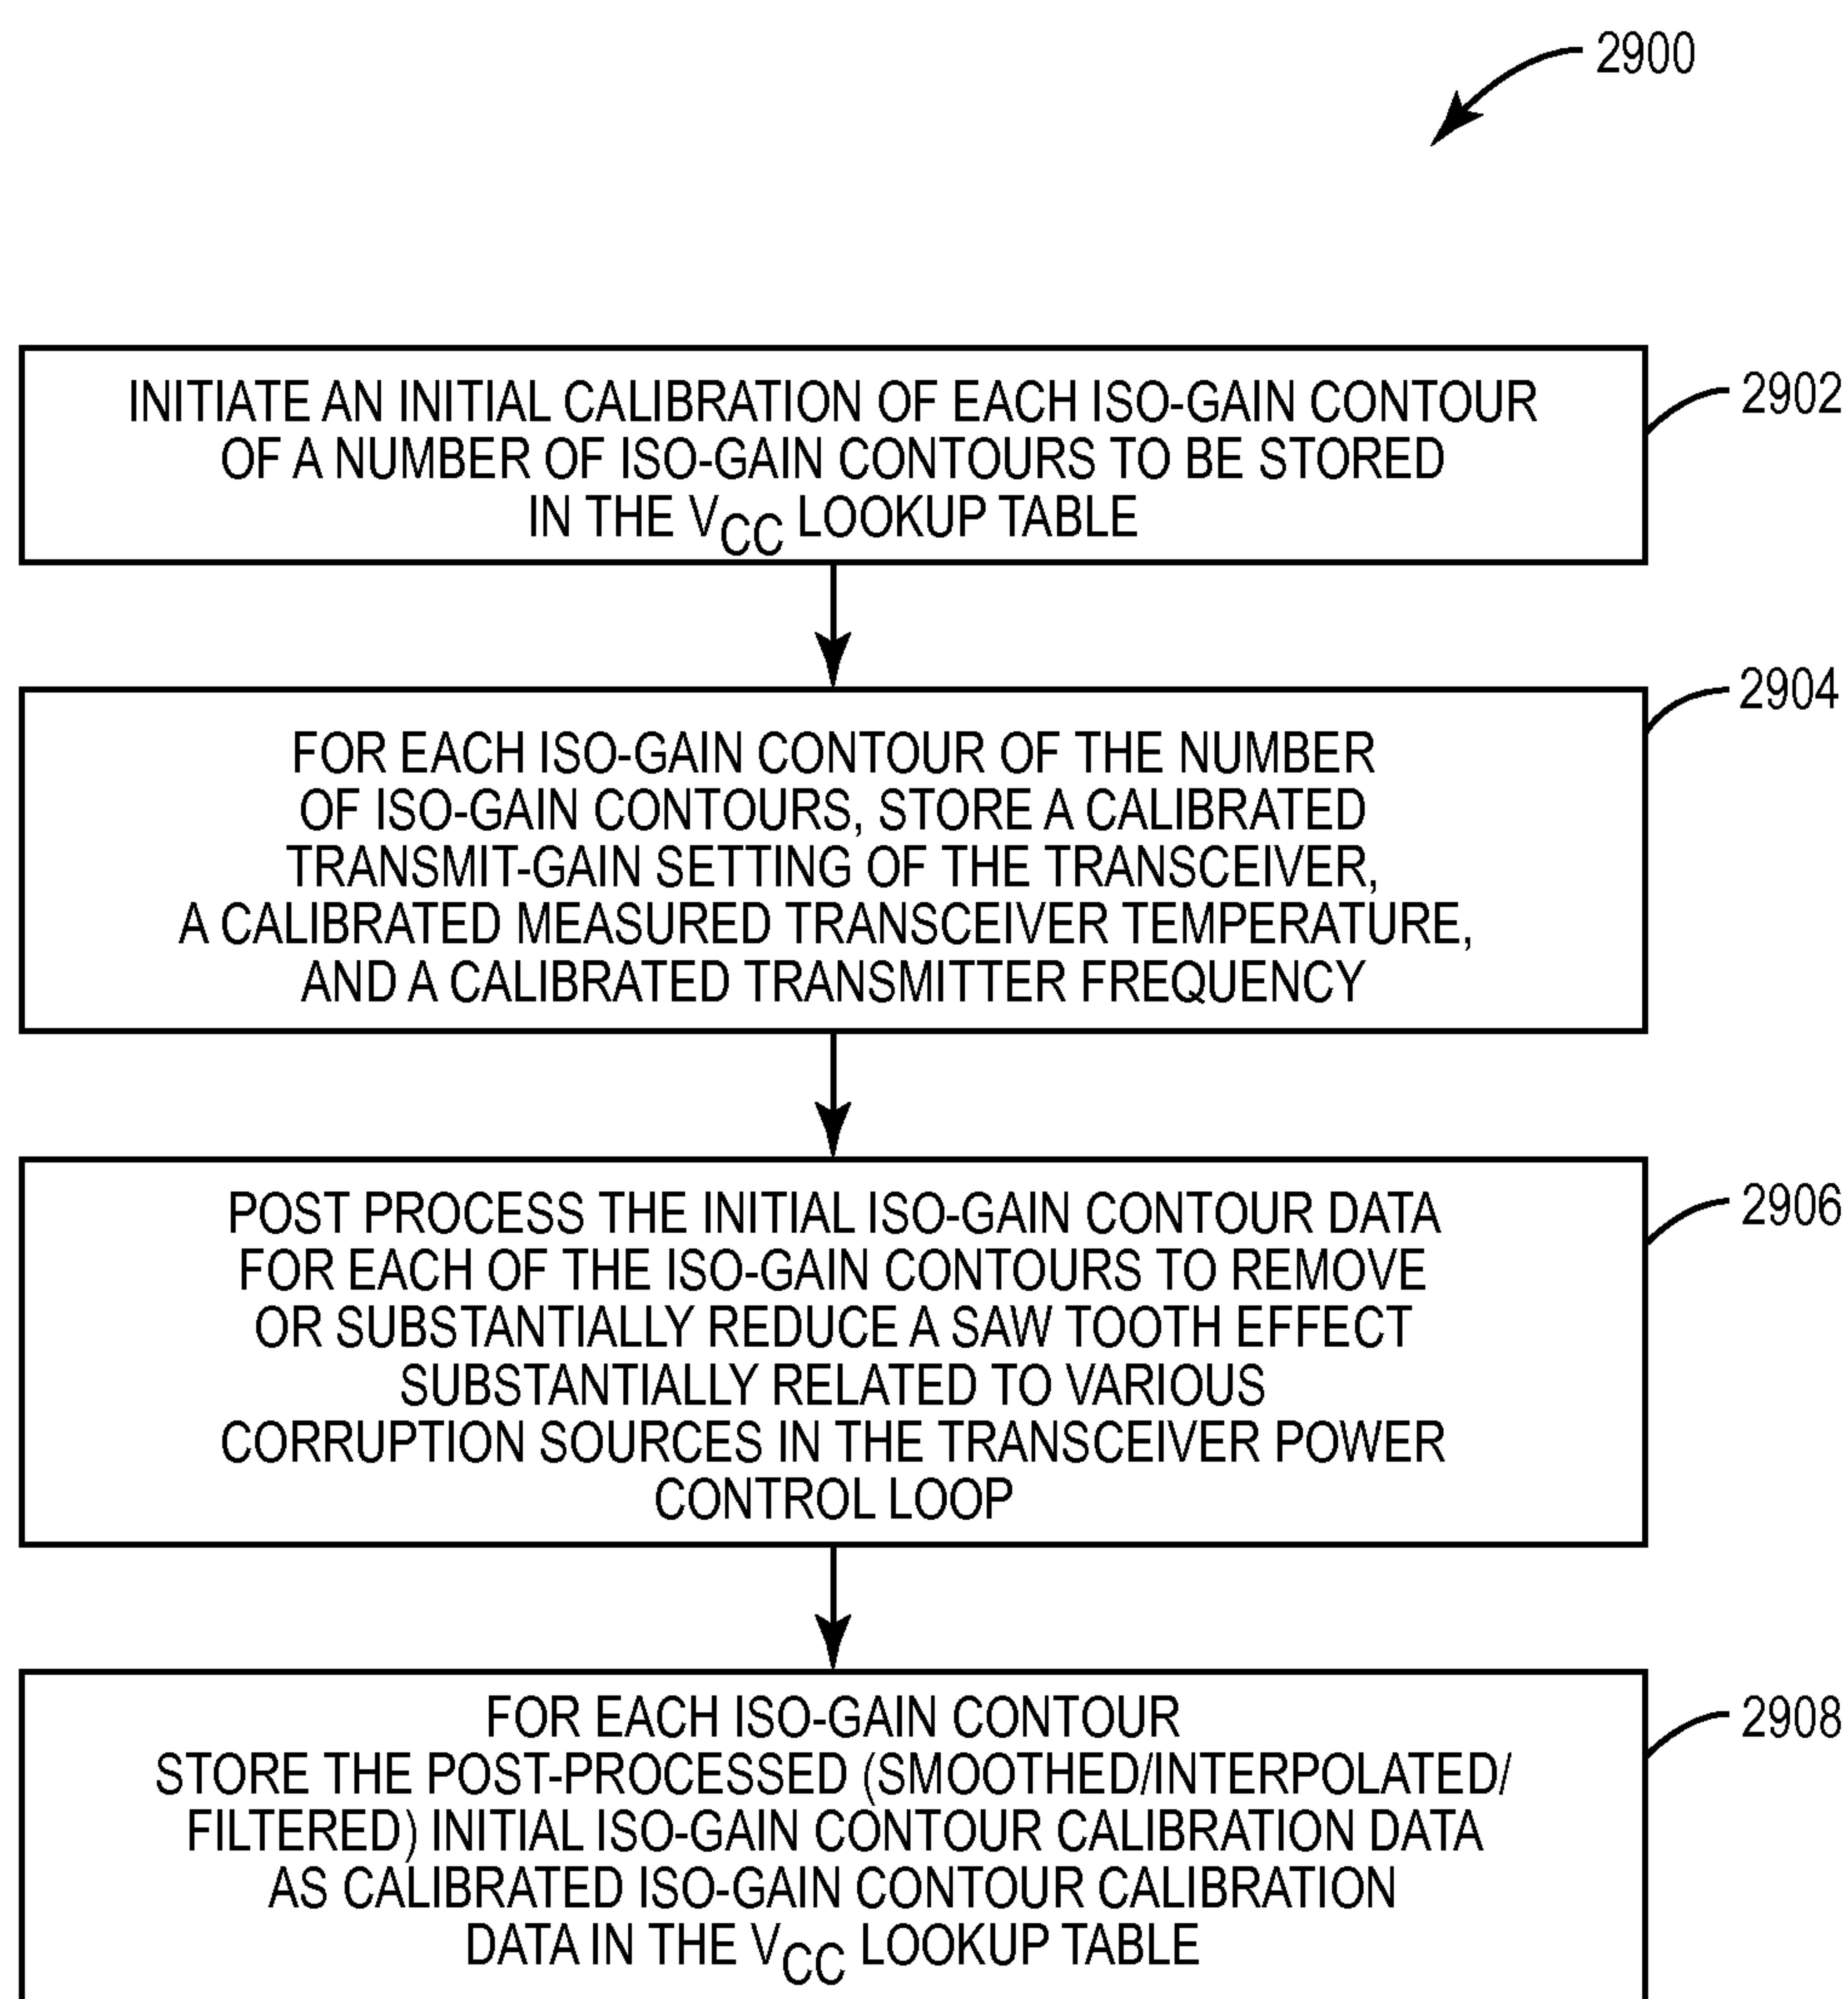 2900
INITIATE AN INITIAL CALIBRATION OF EACH ISO-GAIN CONTOUR
OF A NUMBER OF ISO-GAIN CONTOURS TO BE STORED
IN THE VCC LOOKUP TABLE
2902
FOR EACH ISO-GAIN CONTOUR OF THE NUMBER
OF ISO-GAIN CONTOURS, STORE A CALIBRATED
TRANSMIT-GAIN SETTING OF THE TRANSCEIVER,
A CALIBRATED MEASURED TRANSCEIVER TEMPERATURE,
AND A CALIBRATED TRANSMITTER FREQUENCY
2904
POST PROCESS THE INITIAL ISO-GAIN CONTOUR DATA
FOR EACH OF THE ISO-GAIN CONTOURS TO REMOVE
OR SUBSTANTIALLY REDUCE A SAW TOOTH EFFECT
SUBSTANTIALLY RELATED TO VARIOUS
CORRUPTION SOURCES IN THE TRANSCEIVER POWER
CONTROL LOOP
2906
FOR EACH ISO-GAIN CONTOUR
STORE THE POST-PROCESSED (SMOOTHED/INTERPOLATED/
FILTERED) INITIAL ISO-GAIN CONTOUR CALIBRATION DATA
AS CALIBRATED ISO-GAIN CONTOUR CALIBRATION
DATA IN THE VCC LOOKUP TABLE
2908